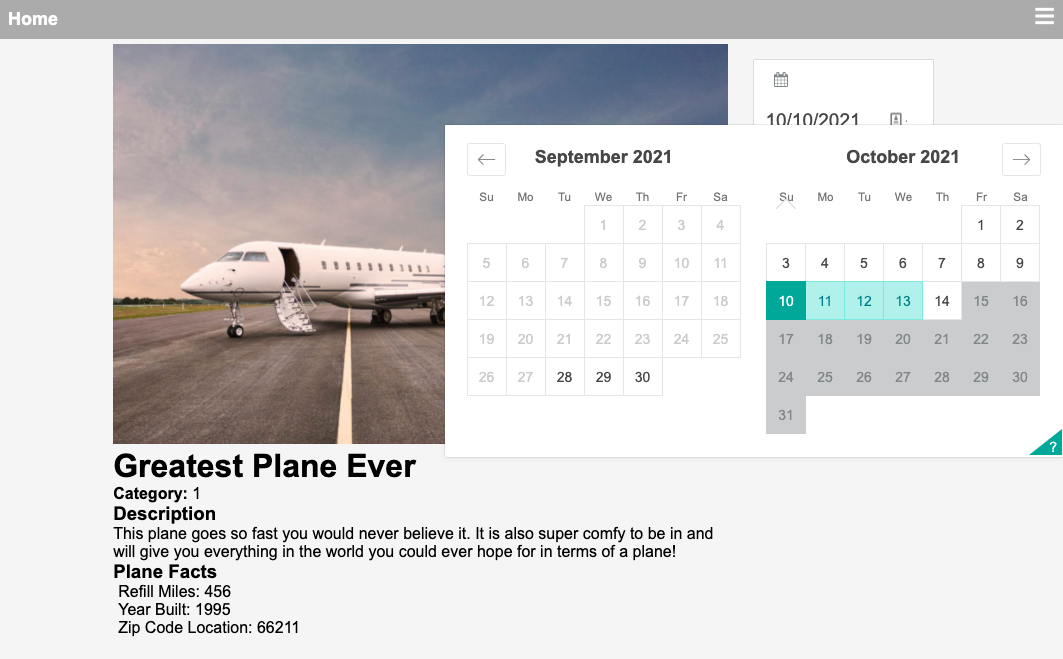 Home
10/10/2021
September 2021
October 2021
Su Mo Tu We Th Fr Sa
Su Mo Tu We Th Fr Sa
1 2 3 4
1 2
5 6 7 8 9 10 11
3 4 5 6 7 8 9
12 13 14 15 16 17 18
10 11 12 13 14 15 16
19 20 21 22 23 24 25
17 18 19 20 21 22 23
26 27 28 29 30
24 25 26 27 28 29 30
31
?
Greatest Plane Ever
Category: 1
Description
This plane goes so fast you would never believe it. It is also super comfy to be in and
will give you everything in the world you could ever hope for in terms of a plane!
Plane Facts
Refill Miles: 456
Year Built: 1995
Zip Code Location: 66211